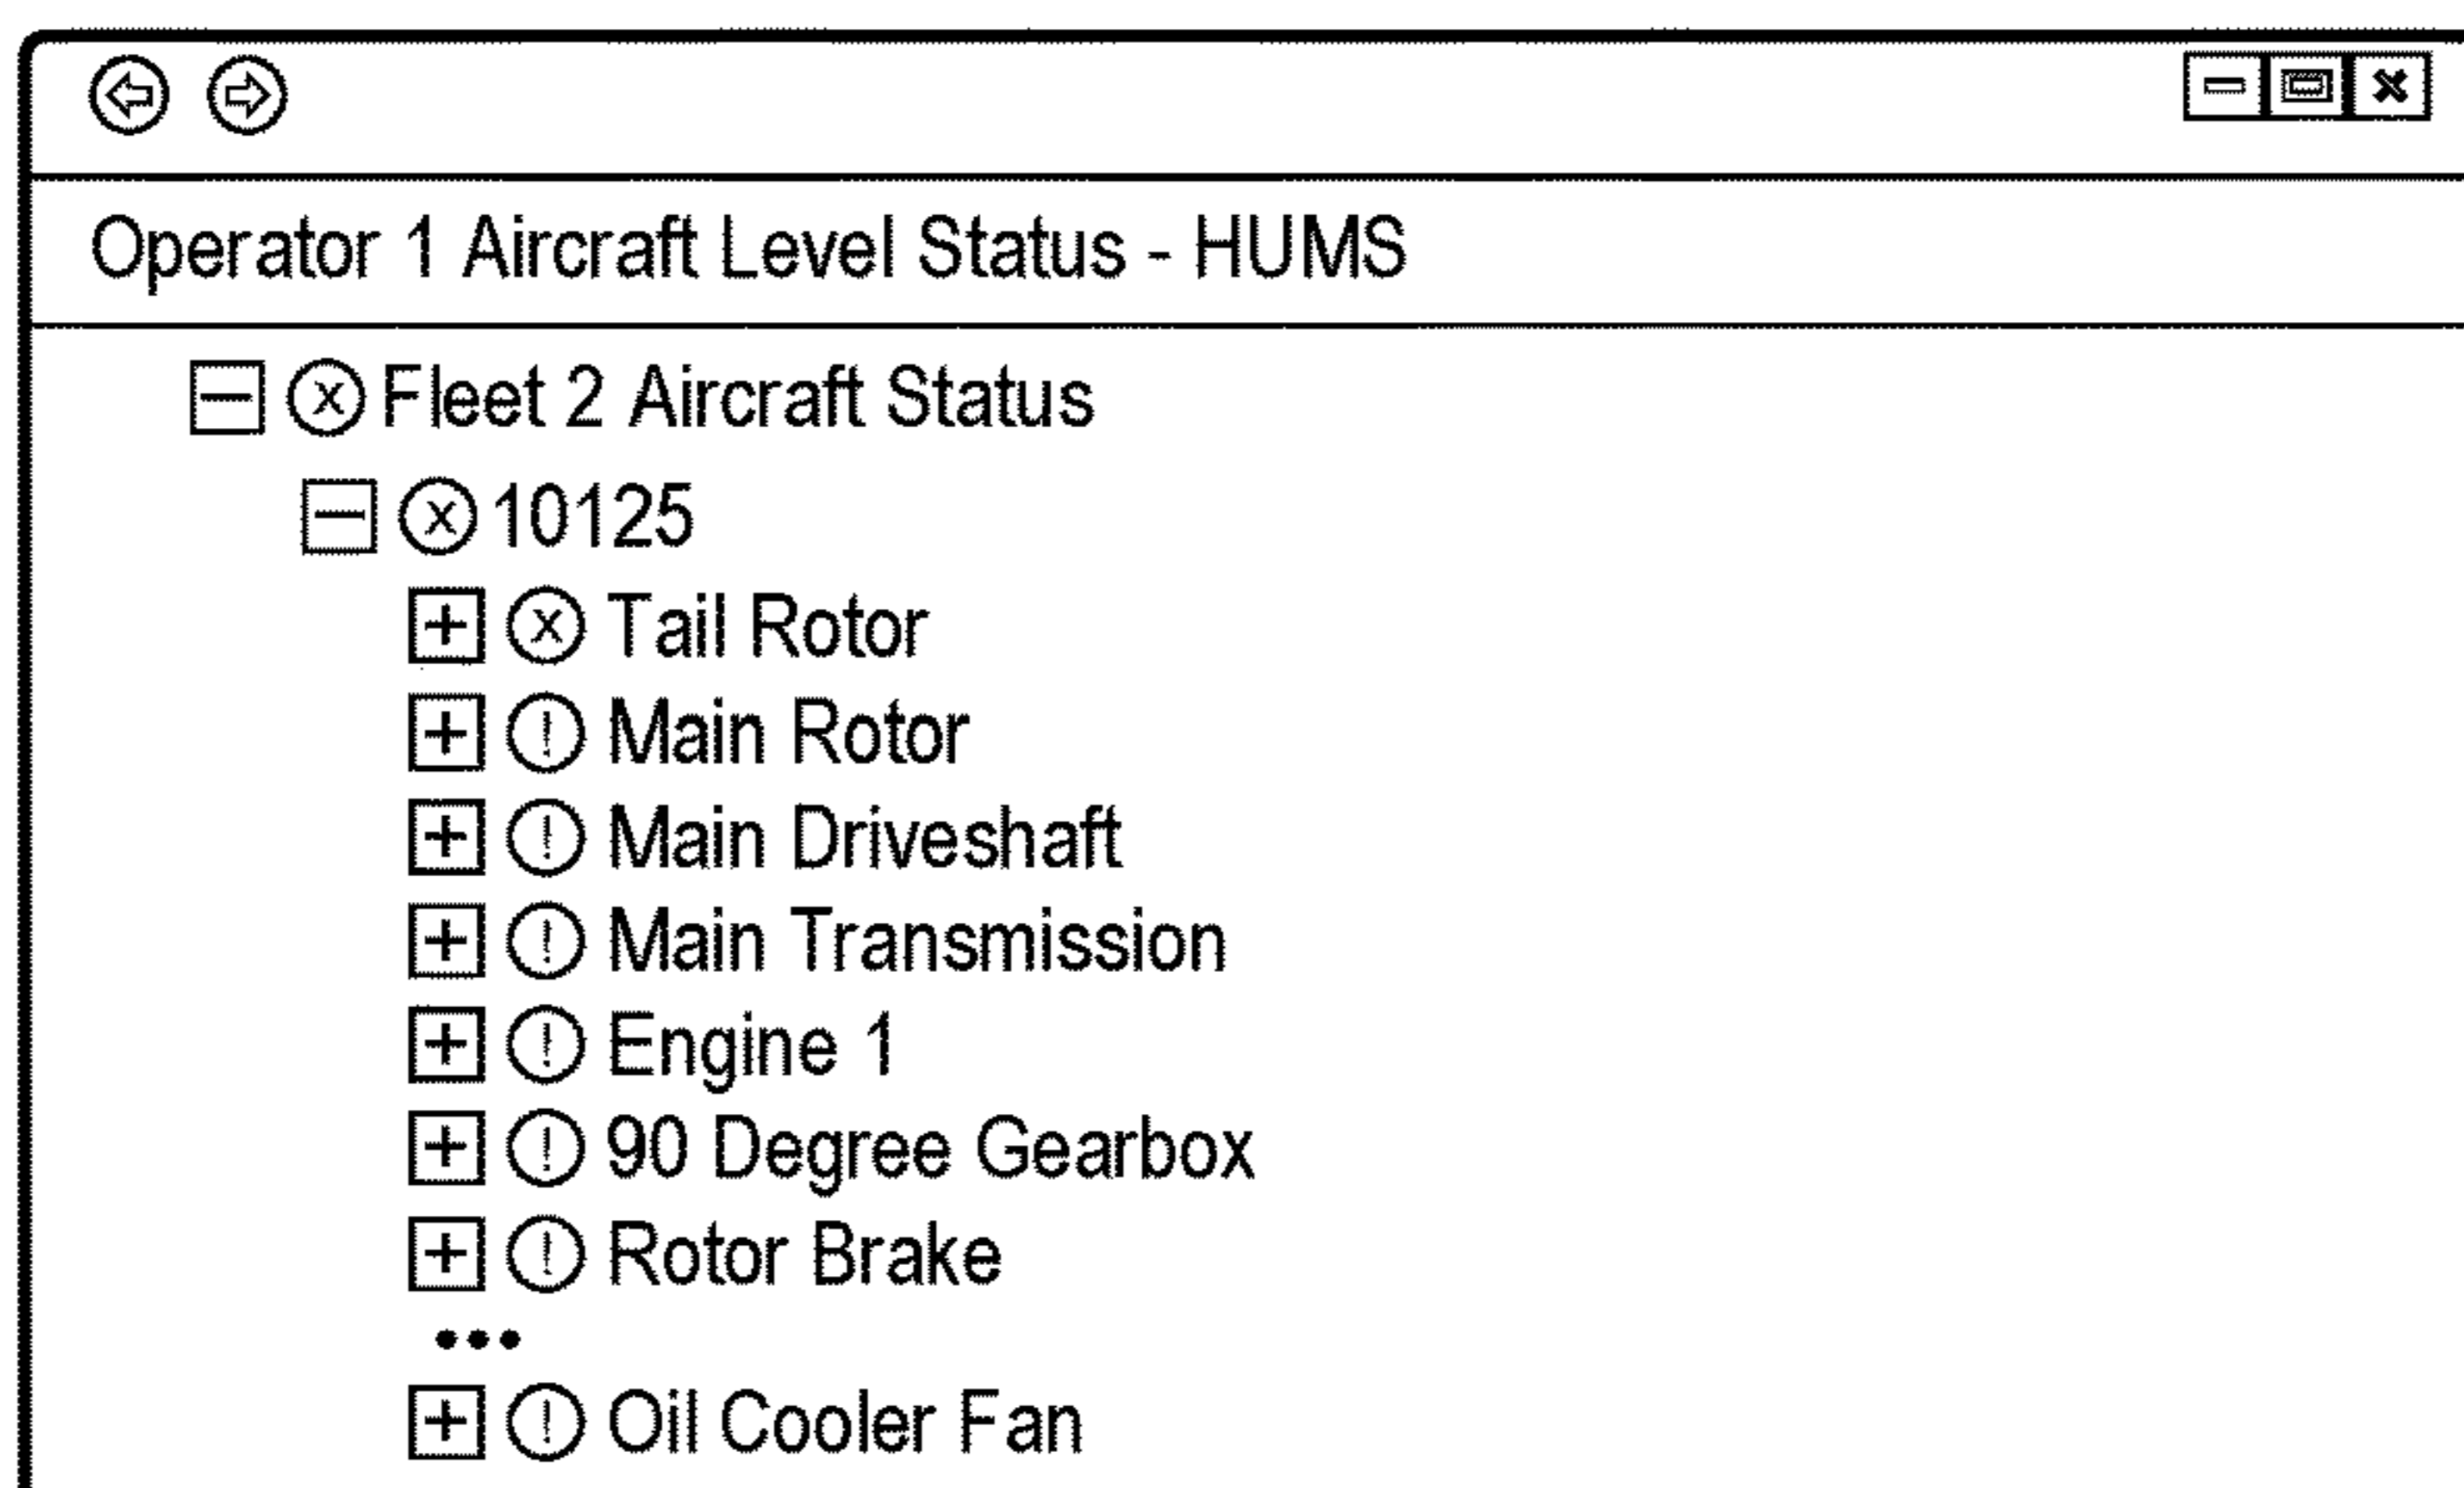 Operator 1 Aircraft Level Status - HUMS
Fleet 2 Aircraft Status
10125
Tail Rotor
Main Rotor
Main Driveshaft
Main Transmission
Engine 1
90 Degree Gearbox
Rotor Brake
•••
Oil Cooler Fan